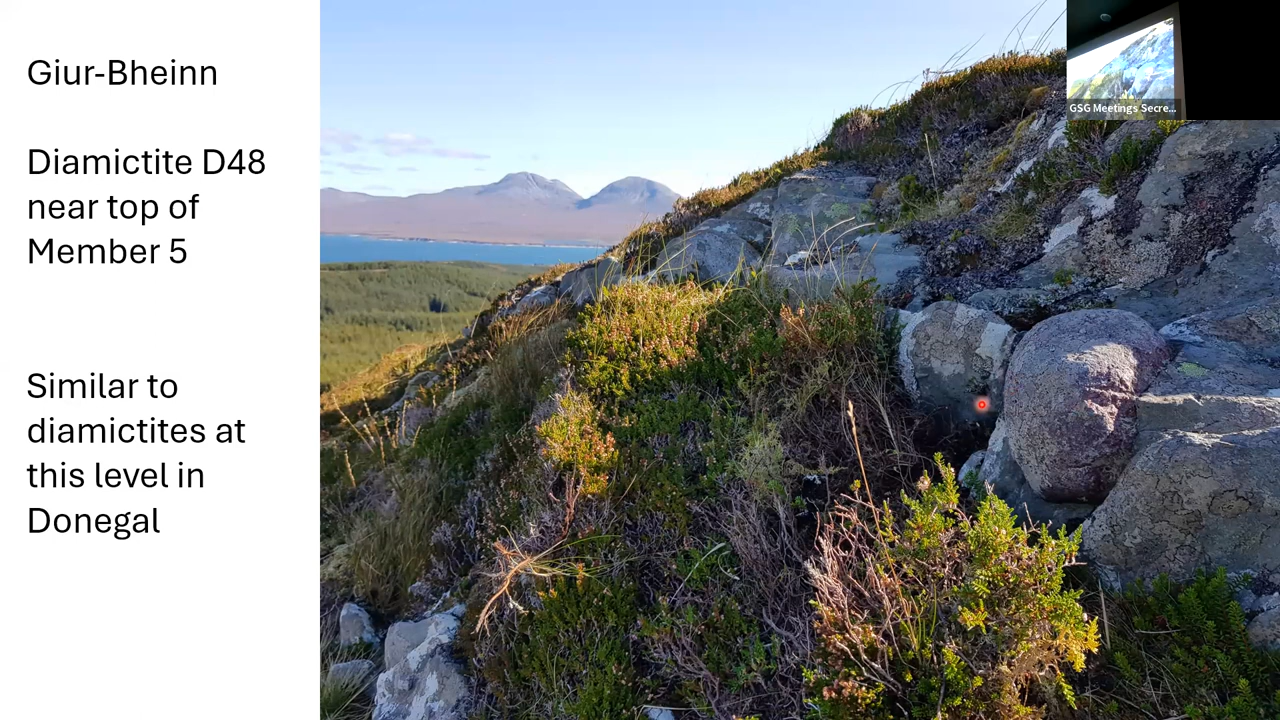 Giur-Bheinn
Diamictite D48
near top of
Member 5
Similar to
diamictites at
this level in
Donegal
GSG Meetings Secre...